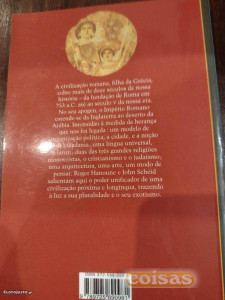 A civilização romana, filha da Grécia,
cobre mais de doze séculos da nossa
história – da fundação de Roma em
753 a.C. até ao século V da nossa era.
No seu apogeu, o Império Romano
estende-se da Inglaterra ao deserto da
Arábia. Imensidão à medida da herança
que nos foi legada: um modelo de
organização política, a cidade, e a noção
de cidadania, uma língua universal,
o latim, duas das três grandes religiões
monoteístas, o cristianismo e o judaísmo,
uma arquitectura, uma arte, um modo de
pensar. Roger Hanoune e John Scheid
salientam aqui o poder unificador de uma
civilização próxima e longínqua, trazendo
à luz a sua pluralidade e o seu exotismo.
coisas